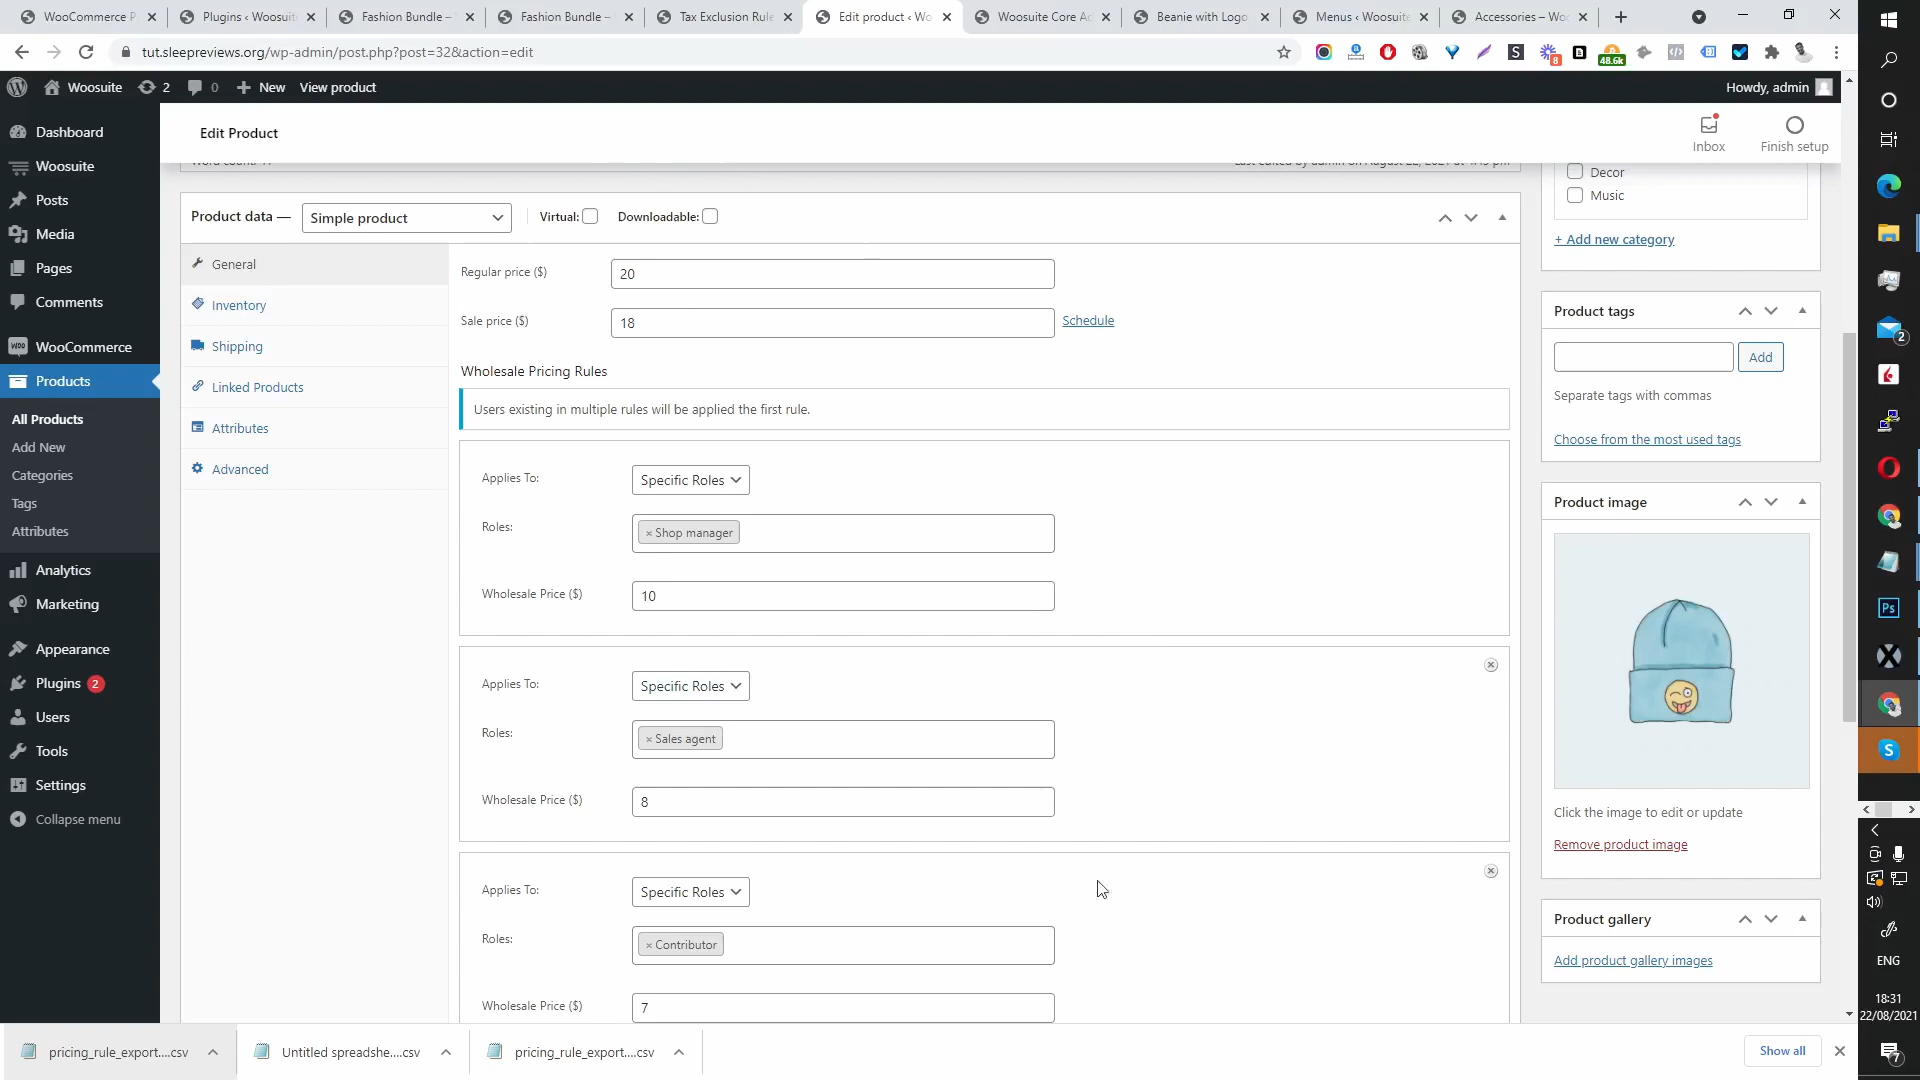 WooCommerce P
Plugins ‹ Woosuit
Fashion Bundle –
Fashion Bundle –
Tax Exclusion Rule
Edit product ‹ Wo
Woosuite Core Ad
Beanie with Logo
Menus ‹ Woosuite
Accessories – Woo
tut.sleepreviews.org/wp-admin/post.php?post=32&action=edit
8
48.6k
Woosuite
2
0
New
View product
Howdy, admin
Edit Product
Inbox
Finish setup
Dashboard
Woosuite
Posts
Media
Pages
Comments
WooCommerce
Products
All Products
Add New
Categories
Tags
Attributes
Analytics
Marketing
Appearance
Plugins 2
Users
Tools
Settings
Collapse menu
Product data —
Simple product
Virtual:
Downloadable:
General
Inventory
Shipping
Linked Products
Attributes
Advanced
Regular price ($)
20
Sale price ($)
18
Schedule
Wholesale Pricing Rules
Users existing in multiple rules will be applied the first rule.
Applies To:
Specific Roles
Roles:
× Shop manager
Wholesale Price ($)
10
Applies To:
Specific Roles
Roles:
× Sales agent
Wholesale Price ($)
8
Applies To:
Specific Roles
Roles:
× Contributor
Wholesale Price ($)
7
Decor
Music
+ Add new category
Product tags
Add
Separate tags with commas
Choose from the most used tags
Product image
Click the image to edit or update
Remove product image
Product gallery
Add product gallery images
pricing_rule_export....csv
Untitled spreadshe....csv
pricing_rule_export....csv
Show all
2
Ps
S
ENG
18:31
22/08/2021
7